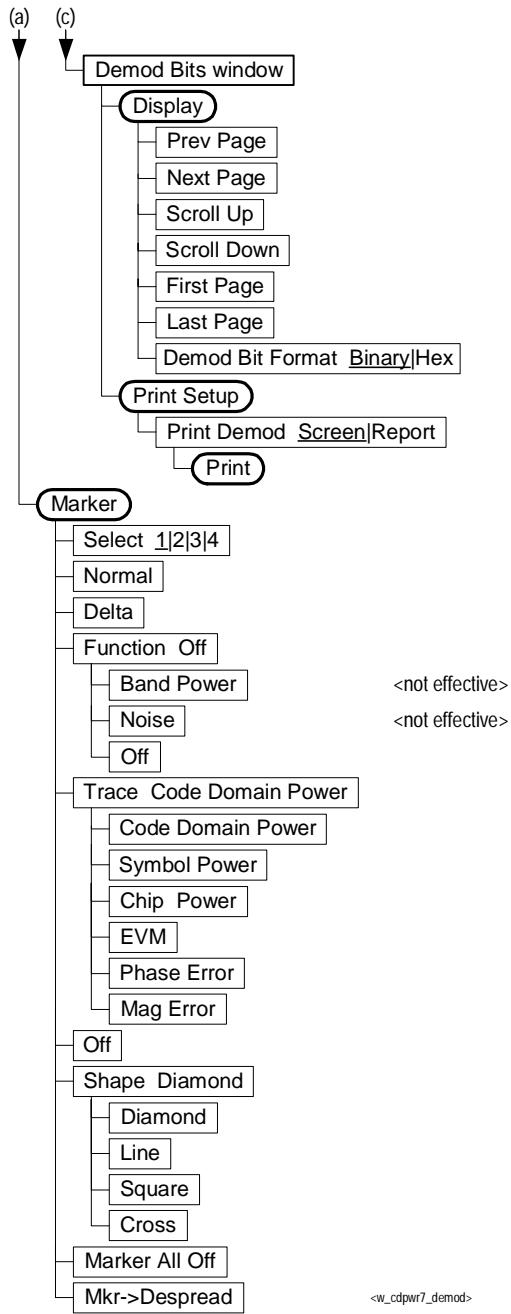 (a) (c)
Demod Bits window
Display
Prev Page
Next Page
Scroll Up
Scroll Down
First Page
Last Page
Demod Bit Format Binary|Hex
Print Setup
Print Demod Screen|Report
Print
Marker
Select 1|2|3|4
Normal
Delta
Function Off
Band Power <not effective>
Noise <not effective>
Off
Trace Code Domain Power
Code Domain Power
Symbol Power
Chip Power
EVM
Phase Error
Mag Error
Off
Shape Diamond
Diamond
Line
Square
Cross
Marker All Off
Mkr->Despread <w_cdpwr7_demod>